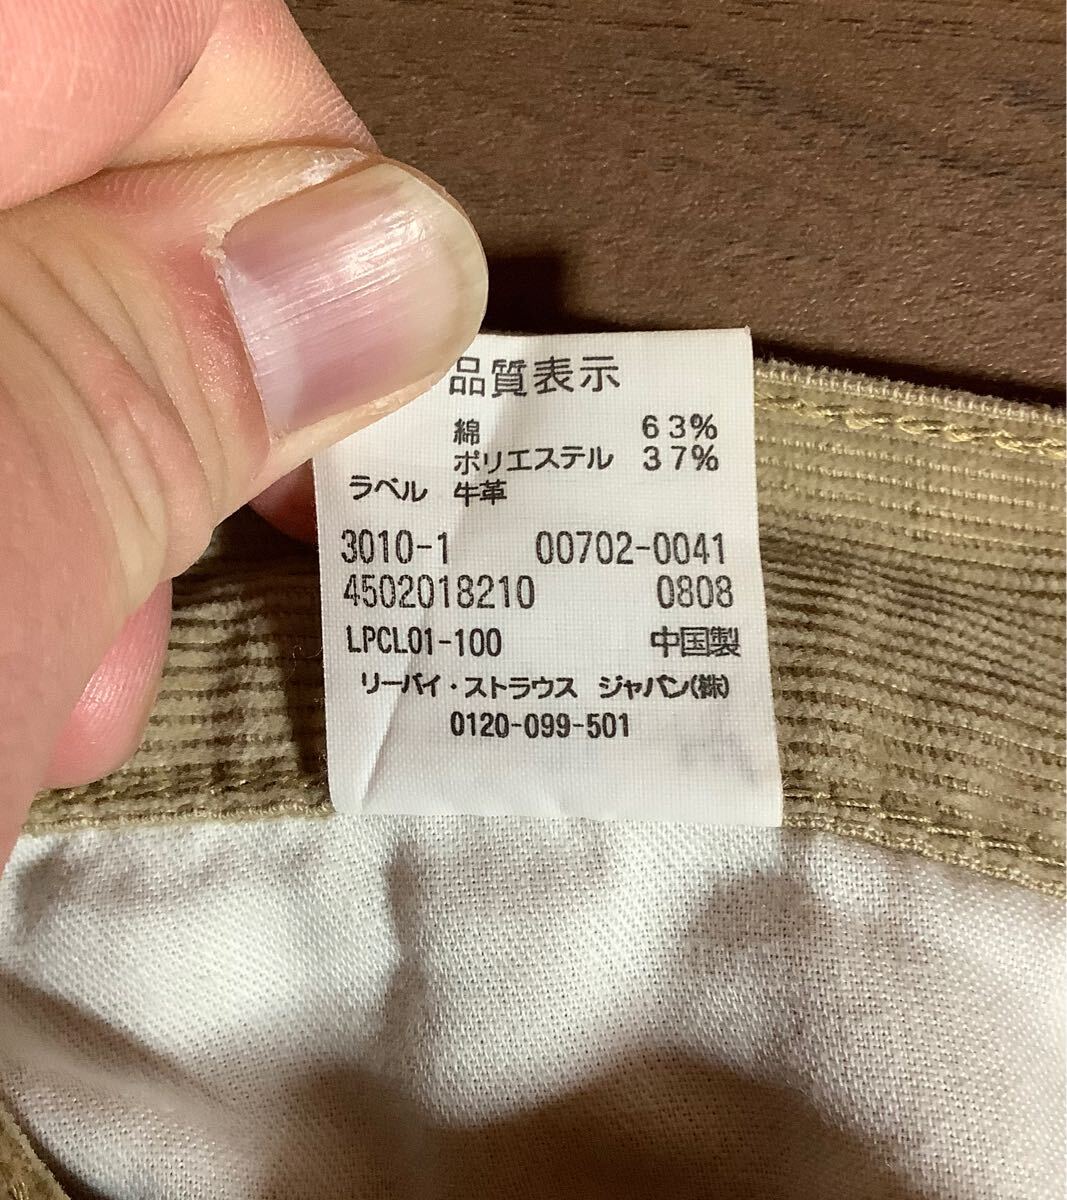 品質表示
綿 63%
ポリエステル 37%
ラベル 牛革
3010-1 00702-0041
4502018210 0808
LPCL01-100 中国製
リーバイ・ストラウス ジャパン(株)
0120-099-501